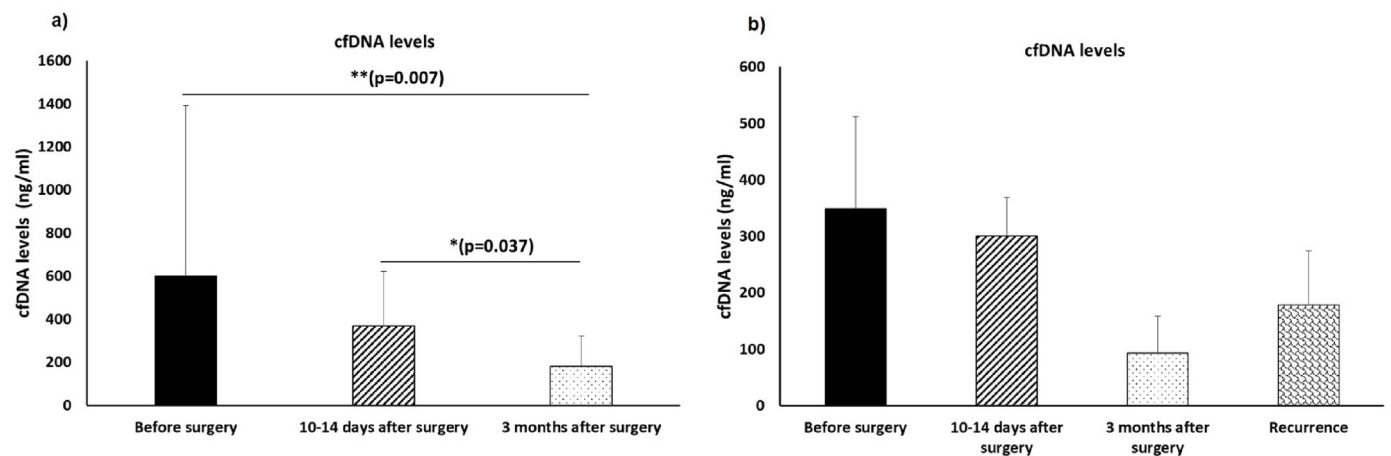 a)
cfDNA levels
cfDNA levels (ng/ml)
1600
1400
1200
1000
800
600
400
200
0
**(p=0.007)
*(p=0.037)
Before surgery
10-14 days after surgery
3 months after surgery
b)
cfDNA levels
cfDNA levels (ng/ml)
600
500
400
300
200
100
0
Before surgery
10-14 days after
surgery
3 months after
surgery
Recurrence